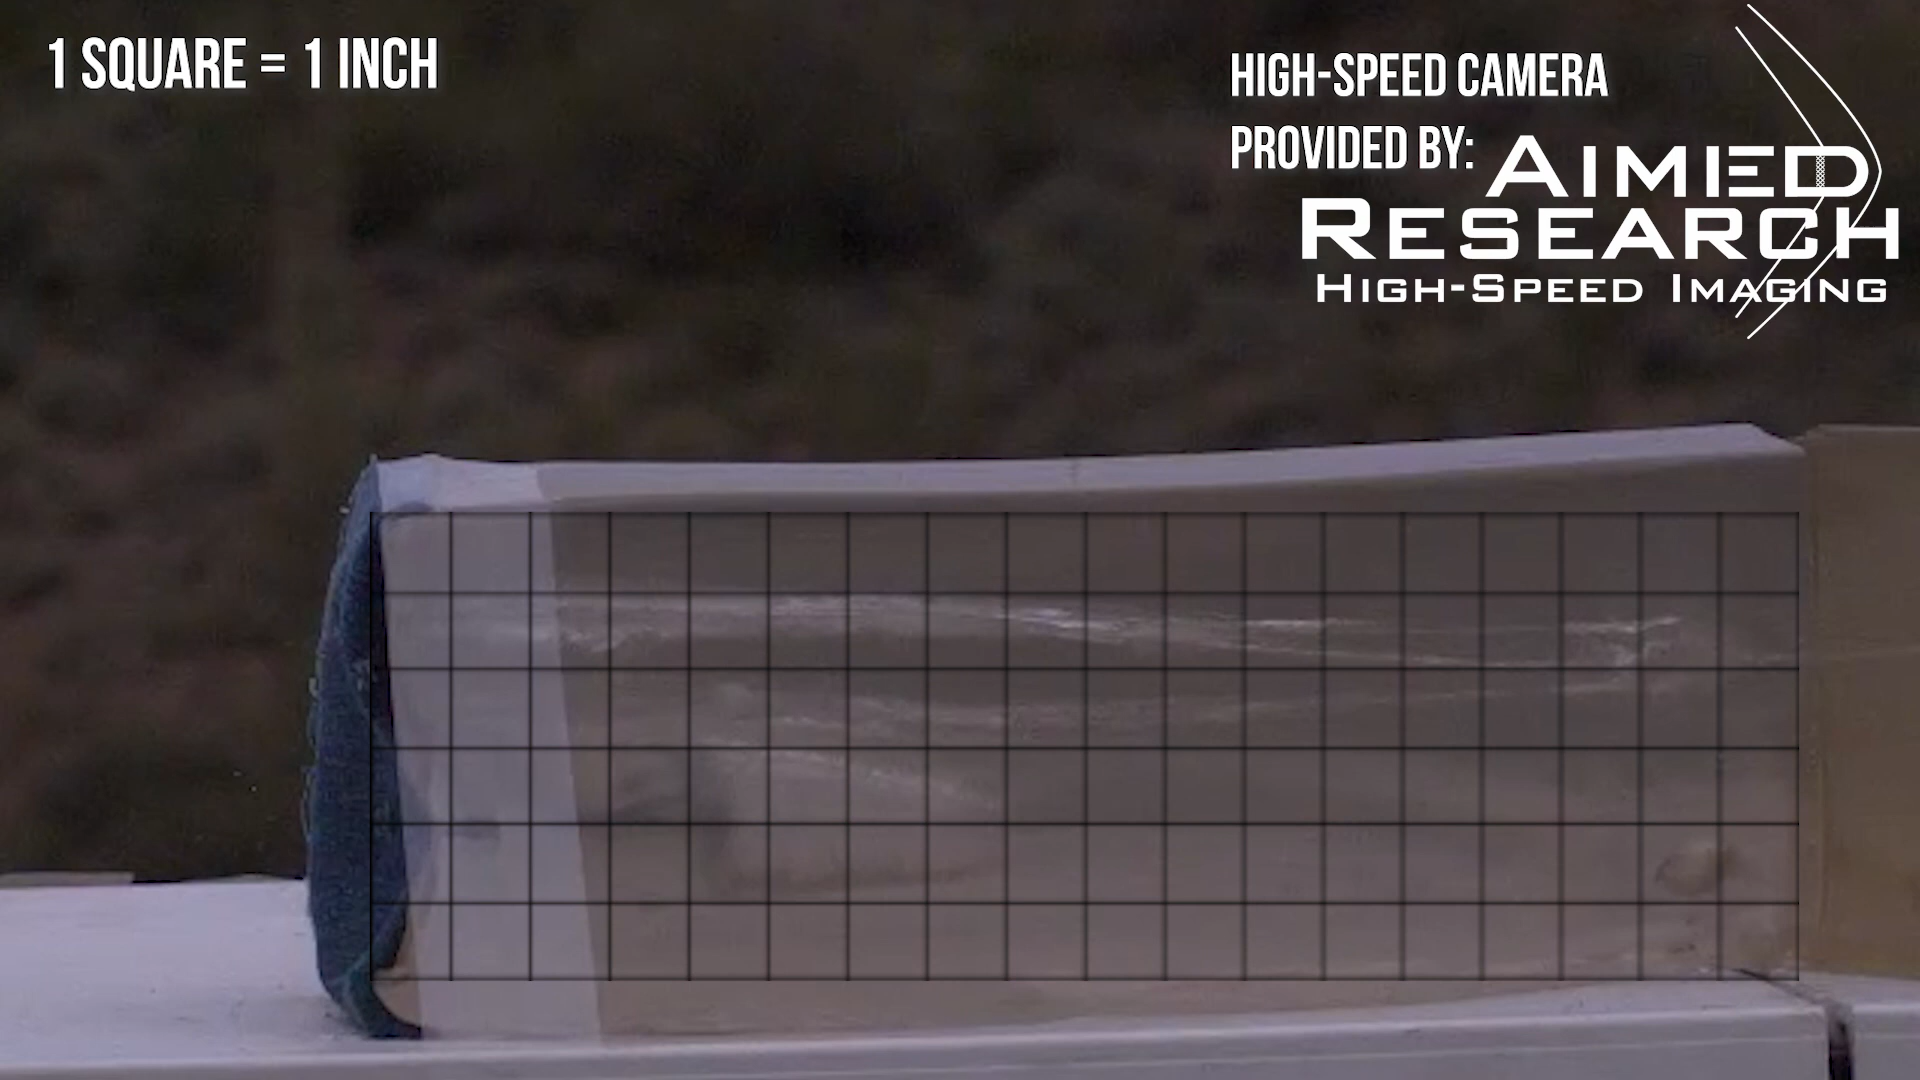 1 SQUARE = 1 INCH
HIGH-SPEED CAMERA
PROVIDED BY:
AIMED
RESEARCH
HIGH-SPEED IMAGING